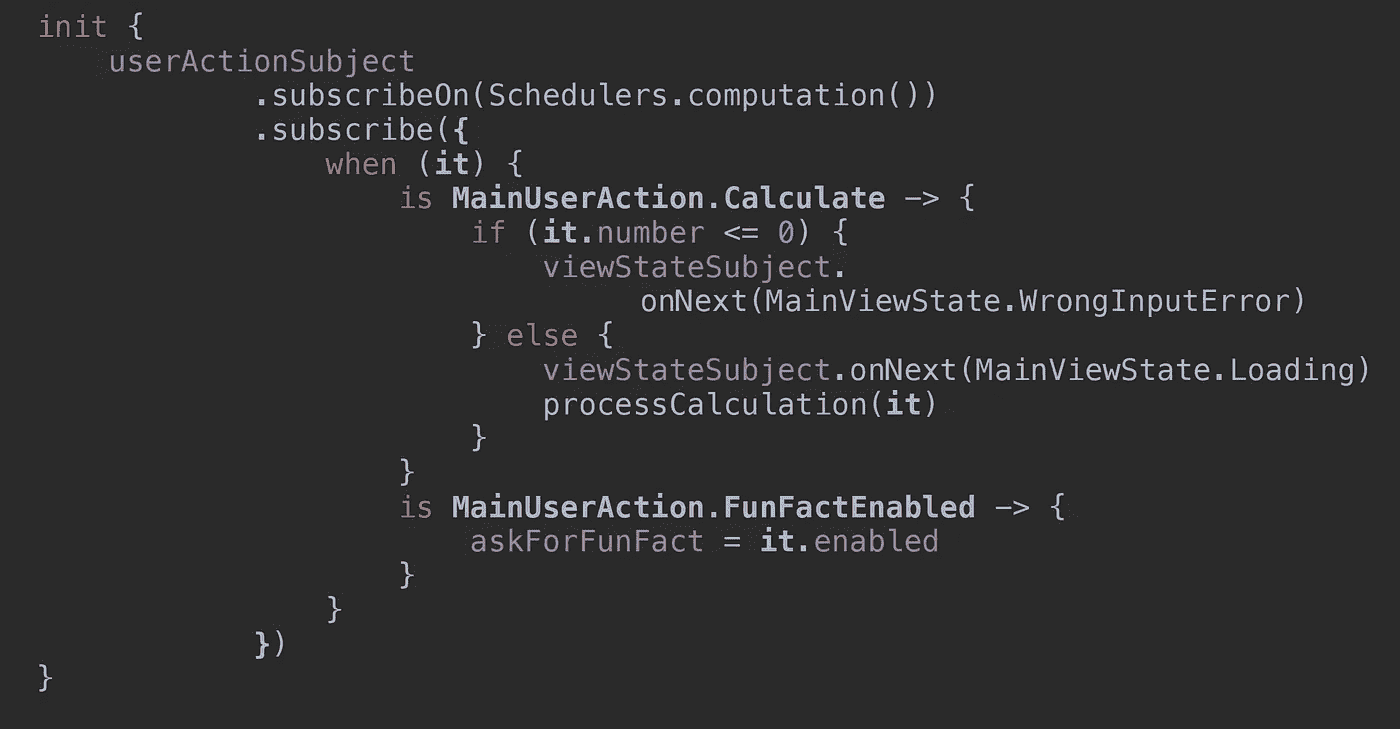 init {
    userActionSubject
            .subscribeOn(Schedulers.computation())
            .subscribe({
                when (it) {
                    is MainUserAction.Calculate -> {
                        if (it.number <= 0) {
                            viewStateSubject.
                                 onNext(MainViewState.WrongInputError)
                        } else {
                            viewStateSubject.onNext(MainViewState.Loading)
                            processCalculation(it)
                        }
                    }
                    is MainUserAction.FunFactEnabled -> {
                        askForFunFact = it.enabled
                    }
                }
            })
}